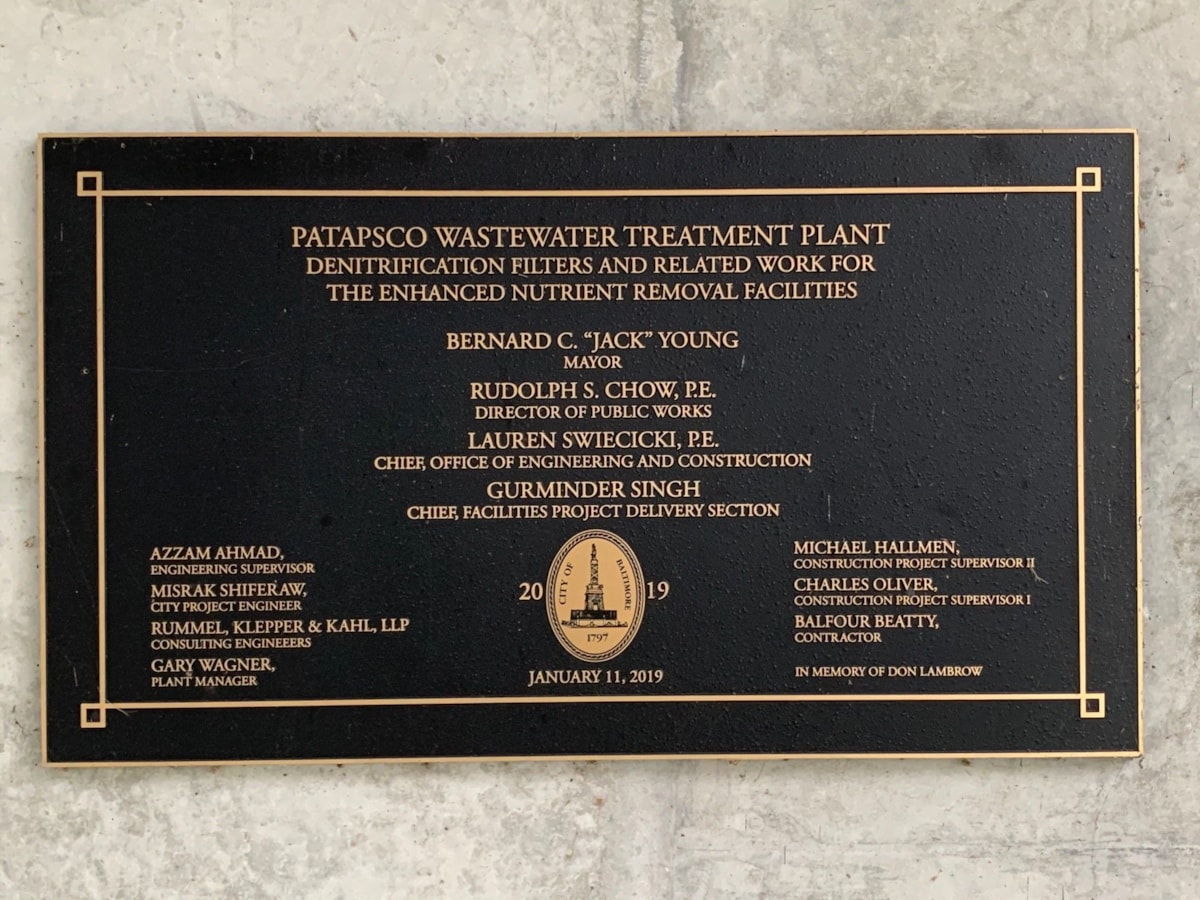 PATAPSCO WASTEWATER TREATMENT PLANT
DENITRIFICATION FILTERS AND RELATED WORK FOR
THE ENHANCED NUTRIENT REMOVAL FACILITIES
BERNARD C. “JACK” YOUNG
MAYOR
RUDOLPH S. CHOW, P.E.
DIRECTOR OF PUBLIC WORKS
LAUREN SWIECICKI, P.E.
CHIEF, OFFICE OF ENGINEERING AND CONSTRUCTION
GURMINDER SINGH
CHIEF, FACILITIES PROJECT DELIVERY SECTION
AZZAM AHMAD,
ENGINEERING SUPERVISOR
MISRAK SHIFERAW,
CITY PROJECT ENGINEER
RUMMEL, KLEPPER & KAHL, LLP
CONSULTING ENGINEEERS
GARY WAGNER,
PLANT MANAGER
20 19
CITY OF BALTIMORE
1797
JANUARY 11, 2019
MICHAEL HALLMEN,
CONSTRUCTION PROJECT SUPERVISOR II
CHARLES OLIVER,
CONSTRUCTION PROJECT SUPERVISOR I
BALFOUR BEATTY,
CONTRACTOR
IN MEMORY OF DON LAMBROW